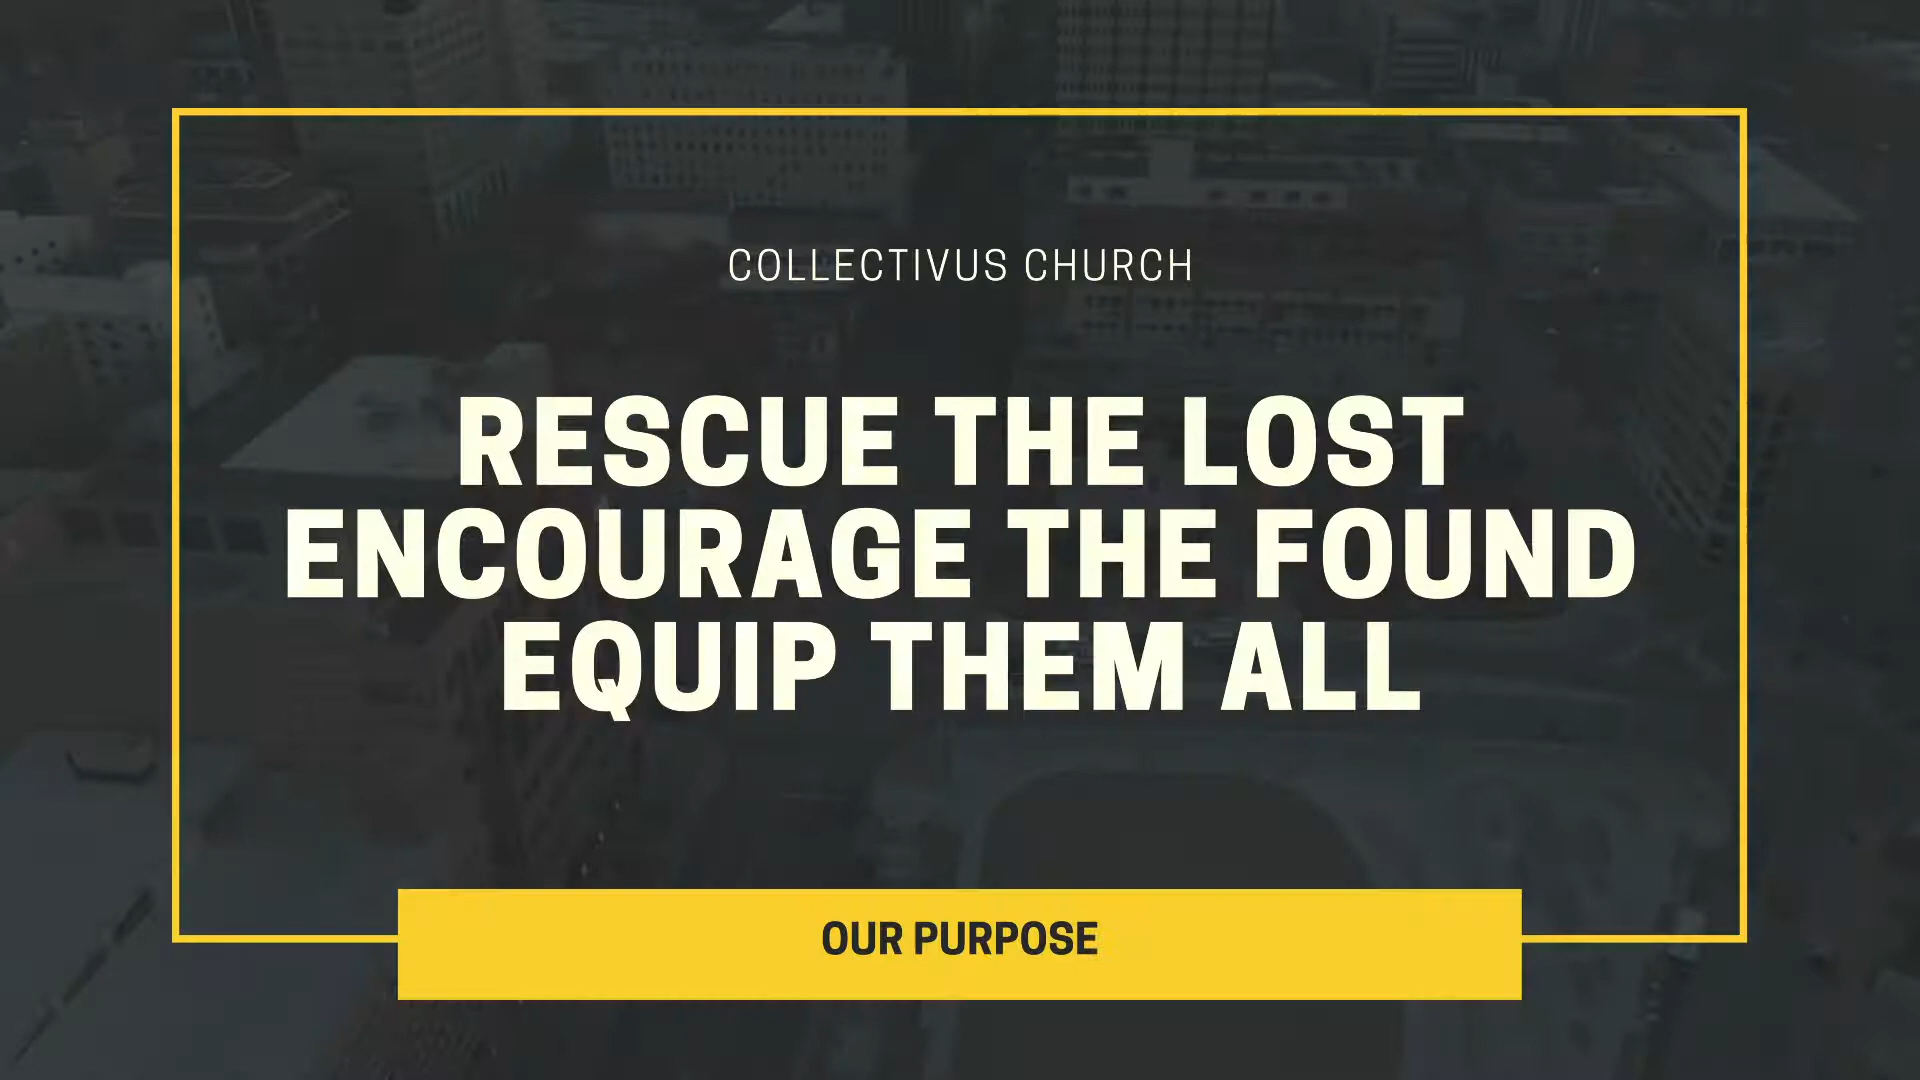 COLLECTIVUS CHURCH
RESCUE THE LOST
ENCOURAGE THE FOUND
EQUIP THEM ALL
OUR PURPOSE